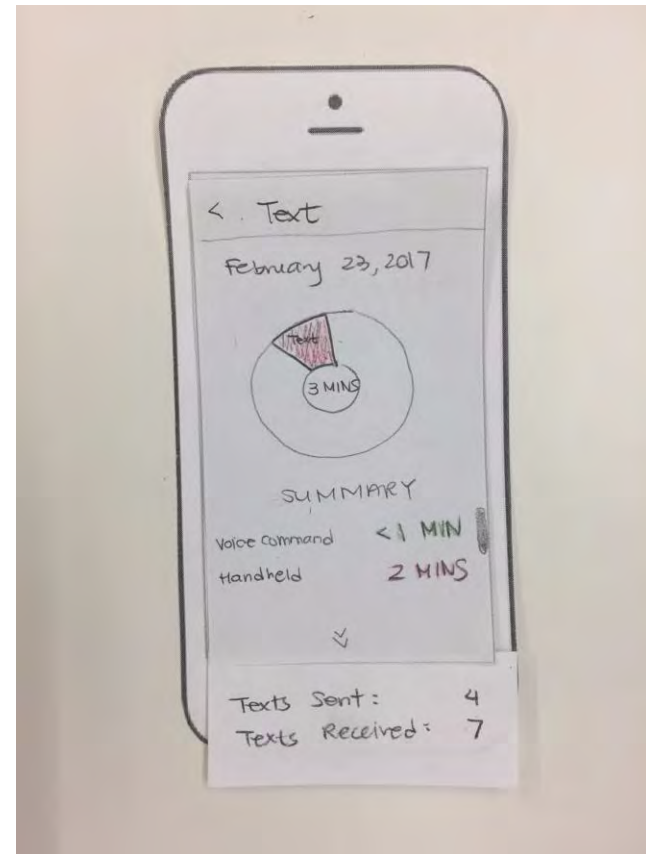 < . Text
February 23, 2017
Text
3 MINS
SUMMARY
Voice command <1 MIN
Handheld 2 MINS
Texts Sent: 4
Texts Received: 7